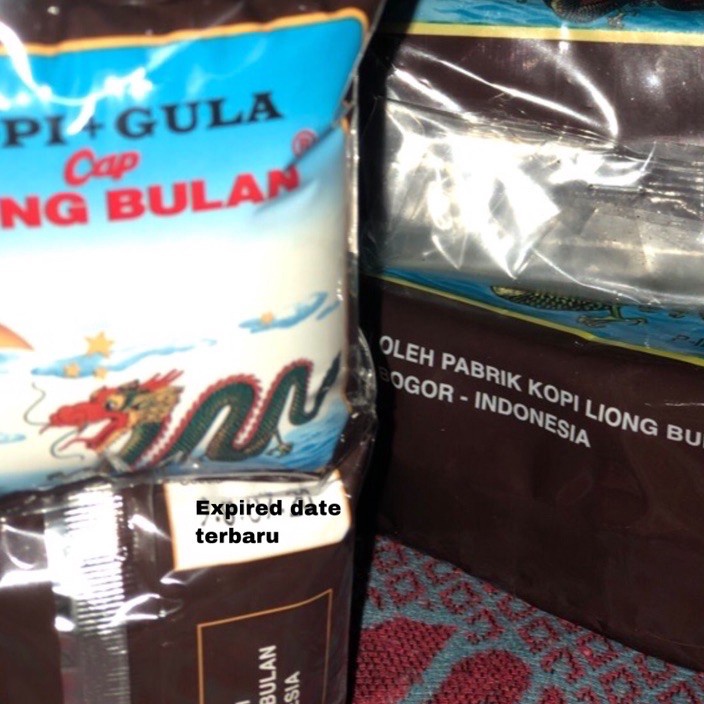 PI+GULA
Cap
NG BULAN®
Expired date
terbaru
BULAN
SIA
OLEH PABRIK KOPI LIONG BU
BOGOR - INDONESIA